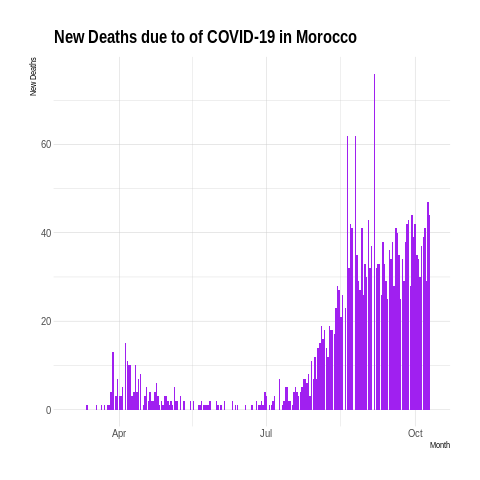 New Deaths due to of COVID-19 in Morocco
New Deaths
60
40
20
0
Apr
Jul
Oct
Month